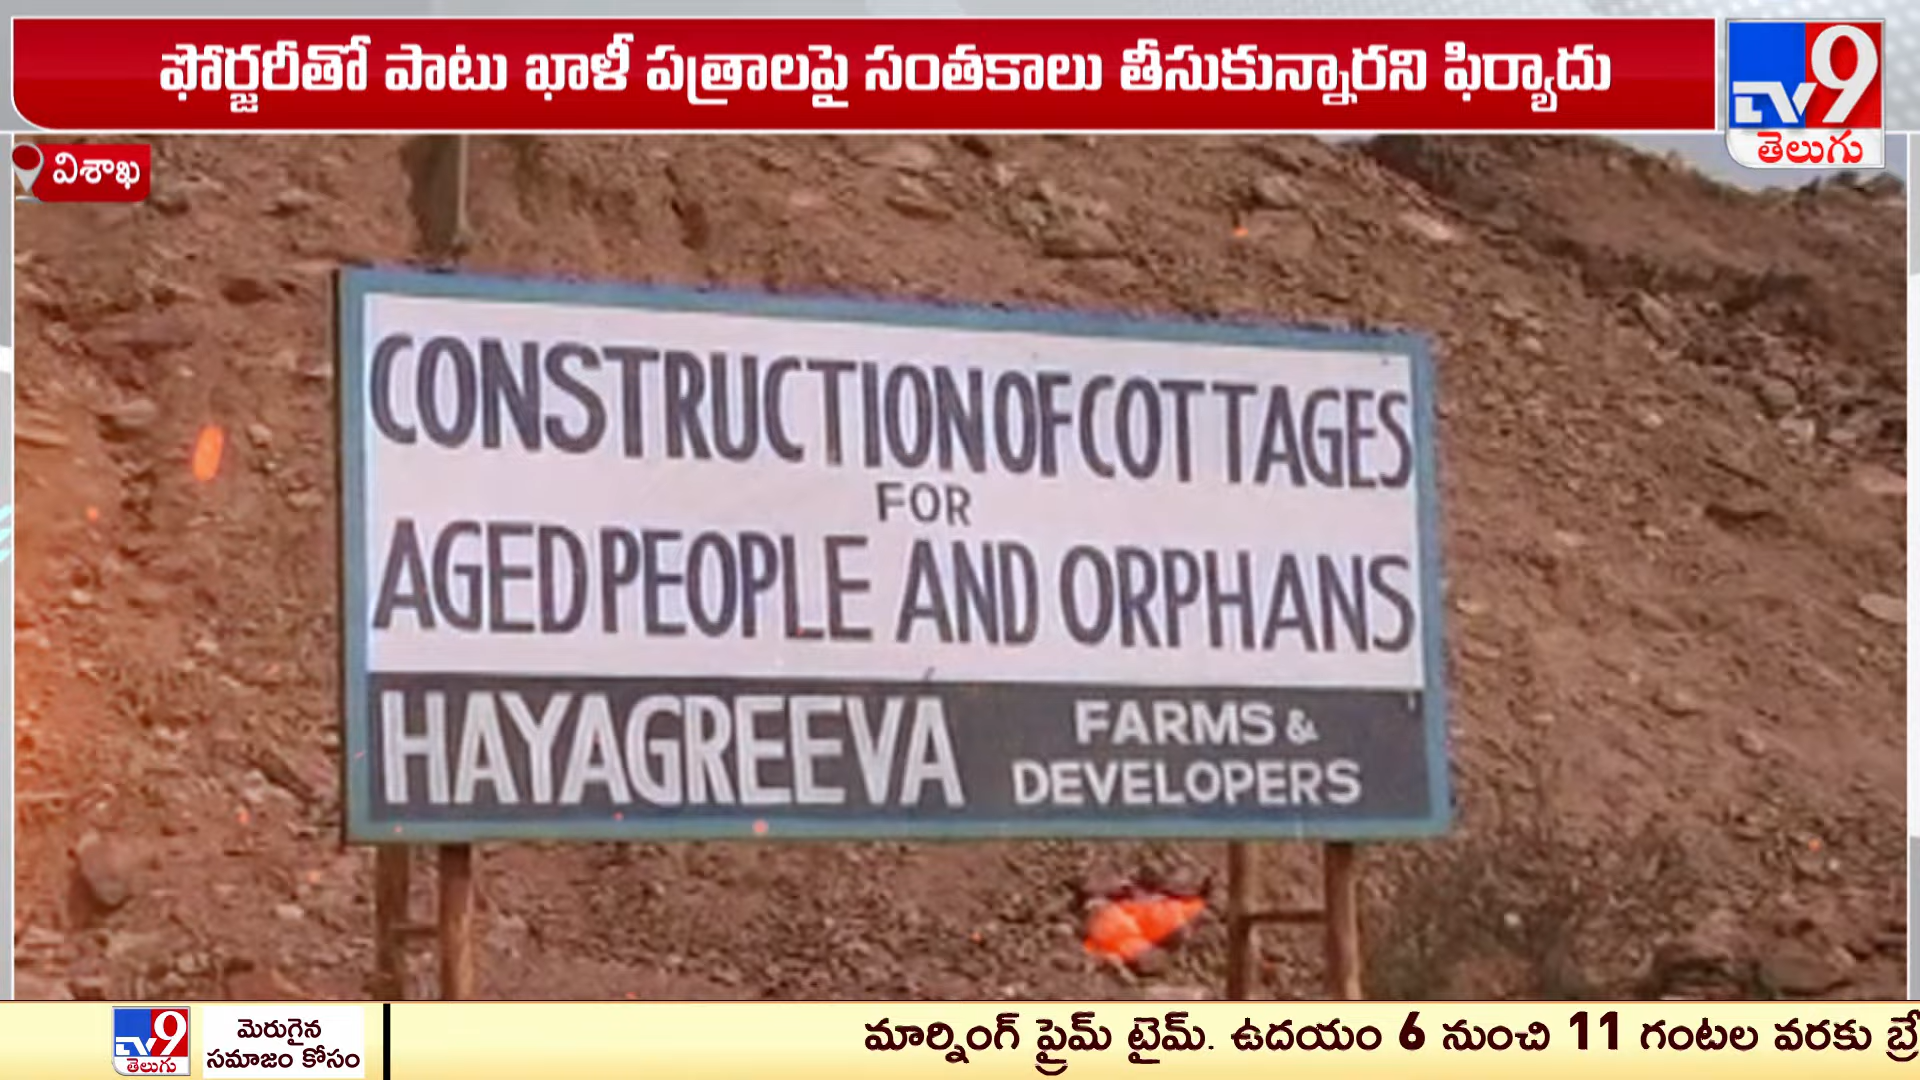 ఫోర్జరీతో పాటు ఖాళీ పత్రాలపై సంతకాలు తీసుకున్నారని ఫిర్యాదు
TV9
తెలుగు
విశాఖ
CONSTRUCTION OF COTTAGES
FOR
AGED PEOPLE AND ORPHANS
HAYAGREEVA FARMS &
DEVELOPERS
TV9
తెలుగు
మెరుగైన
సమాజం కోసం
మార్నింగ్ ప్రైమ్ టైమ్. ఉదయం 6 నుంచి 11 గంటల వరకు